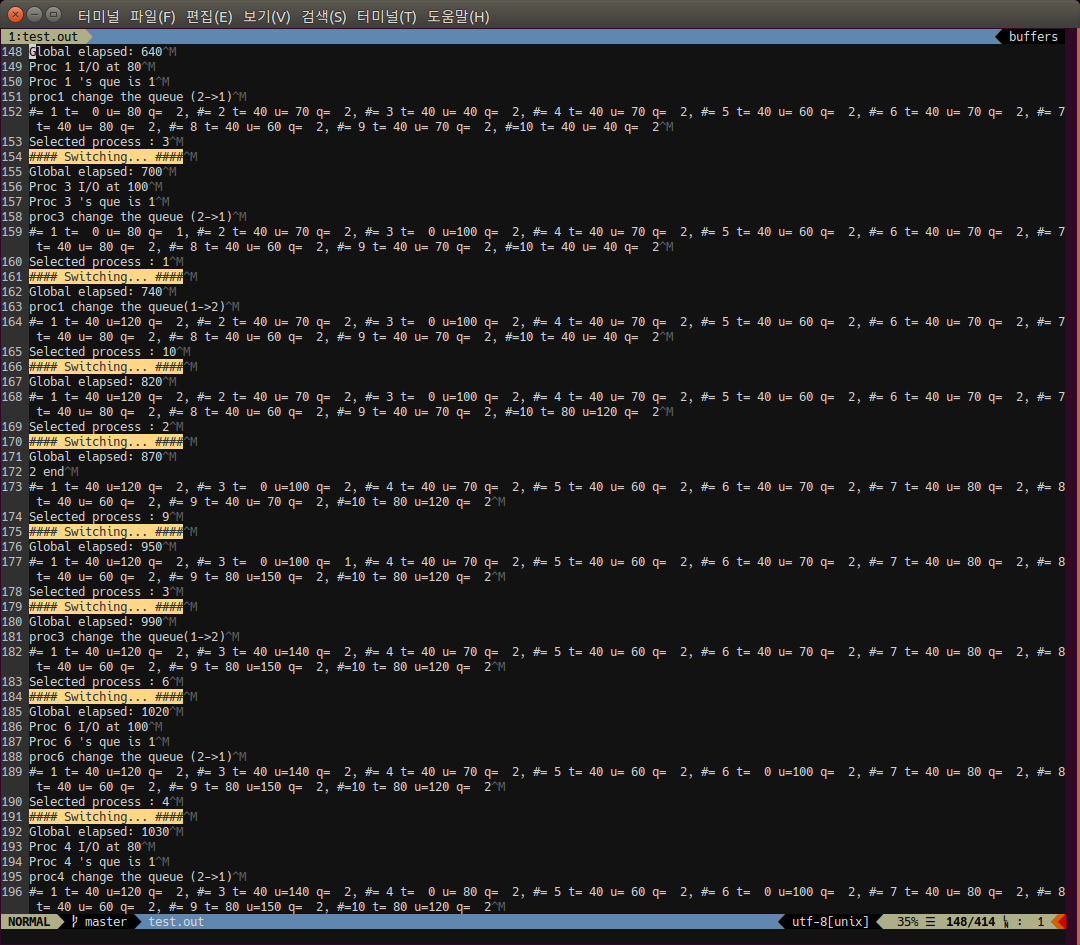 터미널 파일(F) 편집(E) 보기(V) 검색(S) 터미널(T) 도움말(H)
1:test.out buffers
148 Global elapsed: 640^M
149 Proc 1 I/O at 80^M
150 Proc 1 's que is 1^M
151 proc1 change the queue (2->1)^M
152 #= 1 t=  0 u= 80 q=  2, #= 2 t= 40 u= 70 q=  2, #= 3 t= 40 u= 40 q=  2, #= 4 t= 40 u= 70 q=  2, #= 5 t= 40 u= 60 q=  2, #= 6 t= 40 u= 70 q=  2, #= 7
 t= 40 u= 80 q=  2, #= 8 t= 40 u= 60 q=  2, #= 9 t= 40 u= 70 q=  2, #=10 t= 40 u= 40 q=  2^M
153 Selected process : 3^M
154 #### Switching... ####^M
155 Global elapsed: 700^M
156 Proc 3 I/O at 100^M
157 Proc 3 's que is 1^M
158 proc3 change the queue (2->1)^M
159 #= 1 t=  0 u= 80 q=  1, #= 2 t= 40 u= 70 q=  2, #= 3 t=  0 u=100 q=  2, #= 4 t= 40 u= 70 q=  2, #= 5 t= 40 u= 60 q=  2, #= 6 t= 40 u= 70 q=  2, #= 7
 t= 40 u= 80 q=  2, #= 8 t= 40 u= 60 q=  2, #= 9 t= 40 u= 70 q=  2, #=10 t= 40 u= 40 q=  2^M
160 Selected process : 1^M
161 #### Switching... ####^M
162 Global elapsed: 740^M
163 proc1 change the queue(1->2)^M
164 #= 1 t= 40 u=120 q=  2, #= 2 t= 40 u= 70 q=  2, #= 3 t=  0 u=100 q=  2, #= 4 t= 40 u= 70 q=  2, #= 5 t= 40 u= 60 q=  2, #= 6 t= 40 u= 70 q=  2, #= 7
 t= 40 u= 80 q=  2, #= 8 t= 40 u= 60 q=  2, #= 9 t= 40 u= 70 q=  2, #=10 t= 40 u= 40 q=  2^M
165 Selected process : 10^M
166 #### Switching... ####^M
167 Global elapsed: 820^M
168 #= 1 t= 40 u=120 q=  2, #= 2 t= 40 u= 70 q=  2, #= 3 t=  0 u=100 q=  2, #= 4 t= 40 u= 70 q=  2, #= 5 t= 40 u= 60 q=  2, #= 6 t= 40 u= 70 q=  2, #= 7
 t= 40 u= 80 q=  2, #= 8 t= 40 u= 60 q=  2, #= 9 t= 40 u= 70 q=  2, #=10 t= 80 u=120 q=  2^M
169 Selected process : 2^M
170 #### Switching... ####^M
171 Global elapsed: 870^M
172 2 end^M
173 #= 1 t= 40 u=120 q=  2, #= 3 t=  0 u=100 q=  2, #= 4 t= 40 u= 70 q=  2, #= 5 t= 40 u= 60 q=  2, #= 6 t= 40 u= 70 q=  2, #= 7 t= 40 u= 80 q=  2, #= 8
 t= 40 u= 60 q=  2, #= 9 t= 40 u= 70 q=  2, #=10 t= 80 u=120 q=  2^M
174 Selected process : 9^M
175 #### Switching... ####^M
176 Global elapsed: 950^M
177 #= 1 t= 40 u=120 q=  2, #= 3 t=  0 u=100 q=  1, #= 4 t= 40 u= 70 q=  2, #= 5 t= 40 u= 60 q=  2, #= 6 t= 40 u= 70 q=  2, #= 7 t= 40 u= 80 q=  2, #= 8
 t= 40 u= 60 q=  2, #= 9 t= 80 u=150 q=  2, #=10 t= 80 u=120 q=  2^M
178 Selected process : 3^M
179 #### Switching... ####^M
180 Global elapsed: 990^M
181 proc3 change the queue(1->2)^M
182 #= 1 t= 40 u=120 q=  2, #= 3 t= 40 u=140 q=  2, #= 4 t= 40 u= 70 q=  2, #= 5 t= 40 u= 60 q=  2, #= 6 t= 40 u= 70 q=  2, #= 7 t= 40 u= 80 q=  2, #= 8
 t= 40 u= 60 q=  2, #= 9 t= 80 u=150 q=  2, #=10 t= 80 u=120 q=  2^M
183 Selected process : 6^M
184 #### Switching... ####^M
185 Global elapsed: 1020^M
186 Proc 6 I/O at 100^M
187 Proc 6 's que is 1^M
188 proc6 change the queue (2->1)^M
189 #= 1 t= 40 u=120 q=  2, #= 3 t= 40 u=140 q=  2, #= 4 t= 40 u= 70 q=  2, #= 5 t= 40 u= 60 q=  2, #= 6 t=  0 u=100 q=  2, #= 7 t= 40 u= 80 q=  2, #= 8
 t= 40 u= 60 q=  2, #= 9 t= 80 u=150 q=  2, #=10 t= 80 u=120 q=  2^M
190 Selected process : 4^M
191 #### Switching... ####^M
192 Global elapsed: 1030^M
193 Proc 4 I/O at 80^M
194 Proc 4 's que is 1^M
195 proc4 change the queue (2->1)^M
196 #= 1 t= 40 u=120 q=  2, #= 3 t= 40 u=140 q=  2, #= 4 t=  0 u= 80 q=  2, #= 5 t= 40 u= 60 q=  2, #= 6 t=  0 u=100 q=  2, #= 7 t= 40 u= 80 q=  2, #= 8
 t= 40 u= 60 q=  2, #= 9 t= 80 u=150 q=  2, #=10 t= 80 u=120 q=  2^M
NORMAL master test.out utf-8[unix] 35% ☰ 148/414 : 1